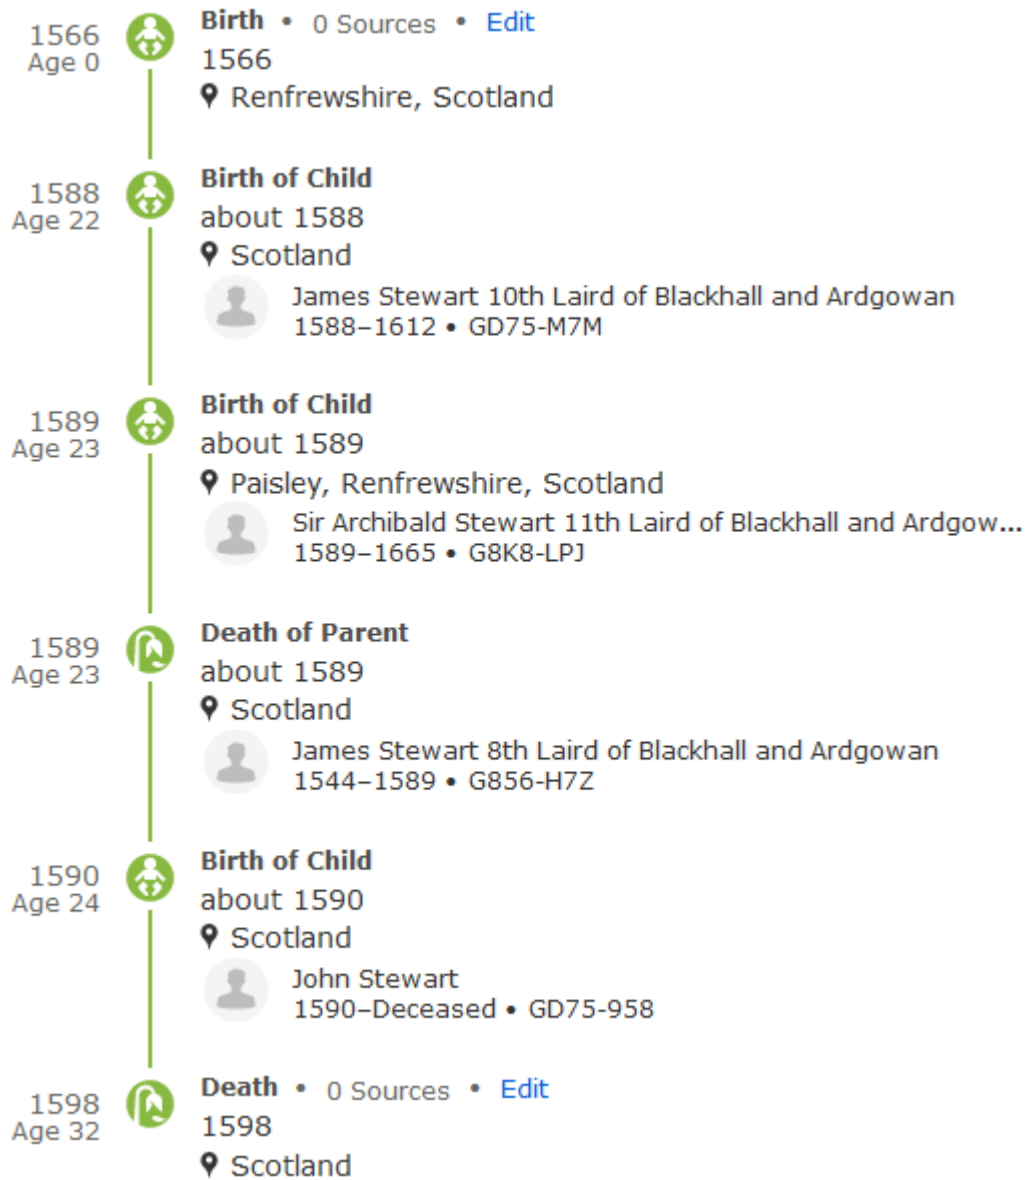 1566
Age 0
Birth • 0 Sources • Edit
1566
Renfrewshire, Scotland
1588
Age 22
Birth of Child
about 1588
Scotland
James Stewart 10th Laird of Blackhall and Ardgowan
1588–1612 • GD75-M7M
1589
Age 23
Birth of Child
about 1589
Paisley, Renfrewshire, Scotland
Sir Archibald Stewart 11th Laird of Blackhall and Ardgow...
1589–1665 • G8K8-LPJ
1589
Age 23
Death of Parent
about 1589
Scotland
James Stewart 8th Laird of Blackhall and Ardgowan
1544–1589 • G856-H7Z
1590
Age 24
Birth of Child
about 1590
Scotland
John Stewart
1590–Deceased • GD75-958
1598
Age 32
Death • 0 Sources • Edit
1598
Scotland